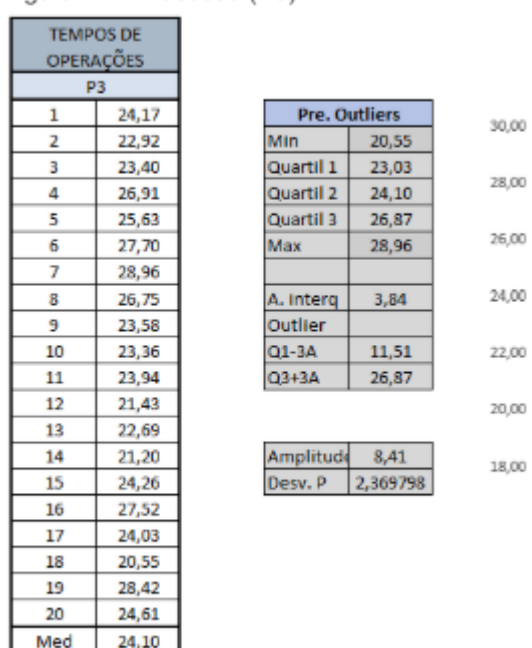 TEMPOS DE
OPERAÇÕES
P3
1 24,17
2 22,92
3 23,40
4 26,91
5 25,63
6 27,70
7 28,96
8 26,75
9 23,58
10 23,36
11 23,94
12 21,43
13 22,69
14 21,20
15 24,26
16 27,52
17 24,03
18 20,55
19 28,42
20 24,61
Med 24,10
Pre. Outliers
Min 20,55
Quartil 1 23,03
Quartil 2 24,10
Quartil 3 26,87
Max 28,96
A. interq 3,84
Outlier
Q1-3A 11,51
Q3+3A 26,87
Amplitude 8,41
Desv. P 2,369798
30,00
28,00
26,00
24,00
22,00
20,00
18,00